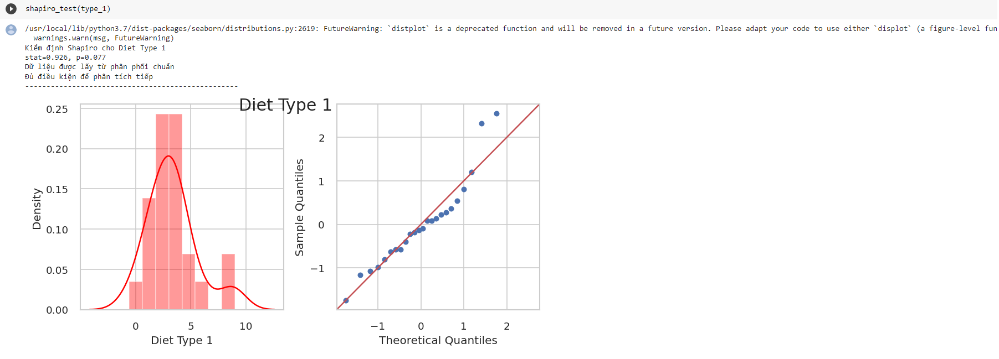 shapiro_test(type_1)
/usr/local/lib/python3.7/dist-packages/seaborn/distributions.py:2619: FutureWarning: `distplot` is a deprecated function and will be removed in a future version. Please adapt your code to use either `displot` (a figure-level fun
warnings.warn(msg, FutureWarning)
Kiểm định Shapiro cho Diet Type 1
stat=0.926, p=0.077
Dữ liệu được lấy từ phân phối chuẩn
Đủ điều kiện để phân tích tiếp
--------------------------------------------------
Diet Type 1
0.25
0.20
0.15
0.10
0.05
0.00
Density
0 5 10
Diet Type 1
2
1
0
−1
Sample Quantiles
−1 0 1 2
Theoretical Quantiles